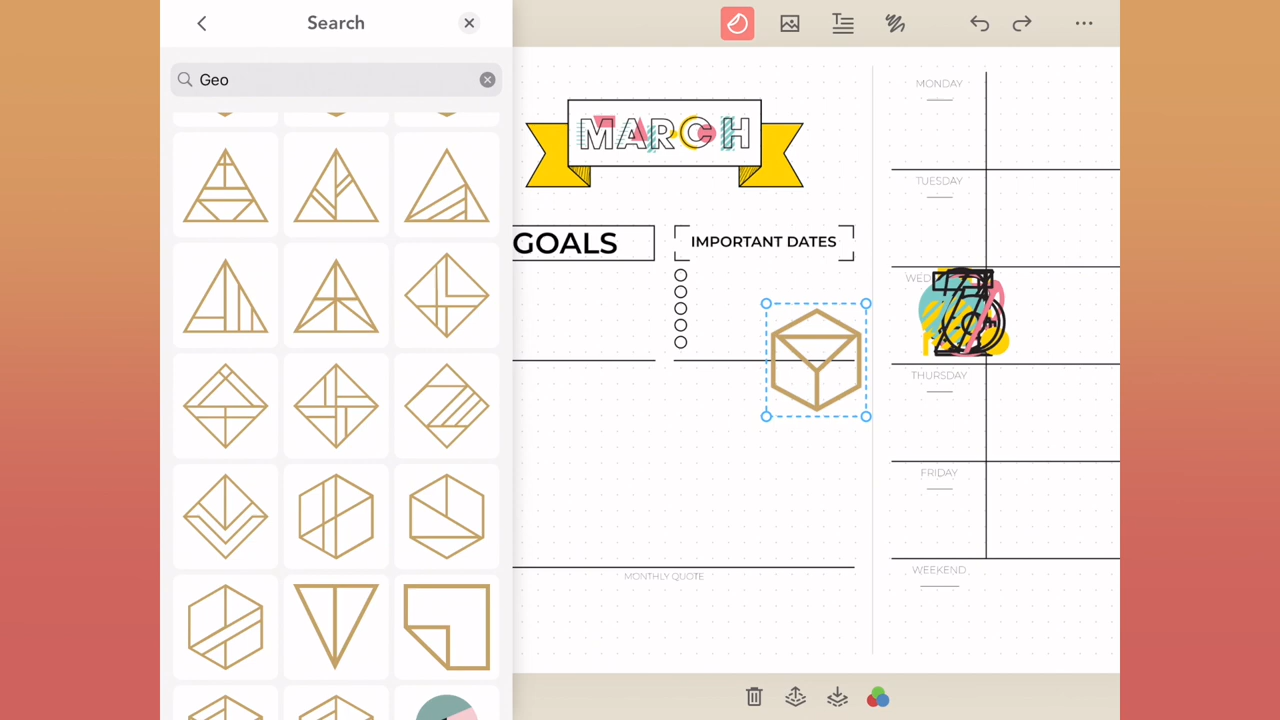 Search
Geo
MARCH
GOALS
IMPORTANT DATES
MONTHLY QUOTE
MONDAY
TUESDAY
THURSDAY
FRIDAY
WEEKEND